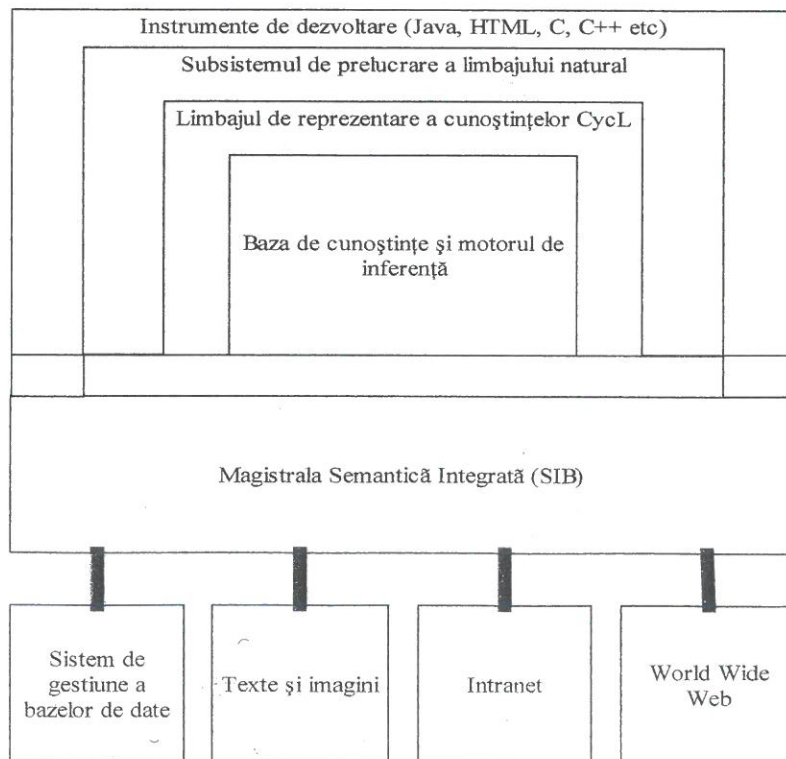 Instrumente de dezvoltare (Java, HTML, C, C++ etc)
Subsistemul de prelucrare a limbajului natural
Limbajul de reprezentare a cunoştinţelor CycL
Baza de cunoştinţe şi motorul de
inferenţă
Magistrala Semantică Integrată (SIB)
Sistem de
gestiune a
bazelor de date
Texte şi imagini
Intranet
World Wide
Web